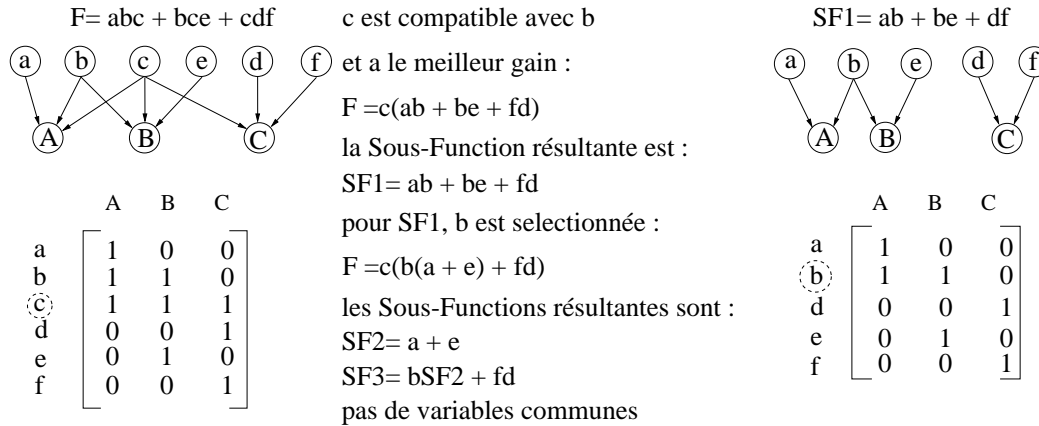 F= abc + bce + cdf
a b c e d f
A B C
A B C
a 1 0 0
b 1 1 0
c 1 1 1
d 0 0 1
e 0 1 0
f 0 0 1
c est compatible avec b
et a le meilleur gain :
F =c(ab + be + fd)
la Sous-Function résultante est :
SF1= ab + be + fd
pour SF1, b est selectionnée :
F =c(b(a + e) + fd)
les Sous-Functions résultantes sont :
SF2= a + e
SF3= bSF2 + fd
pas de variables communes
SF1= ab + be + df
a b e d f
A B C
A B C
a 1 0 0
b 1 1 0
d 0 0 1
e 0 1 0
f 0 0 1